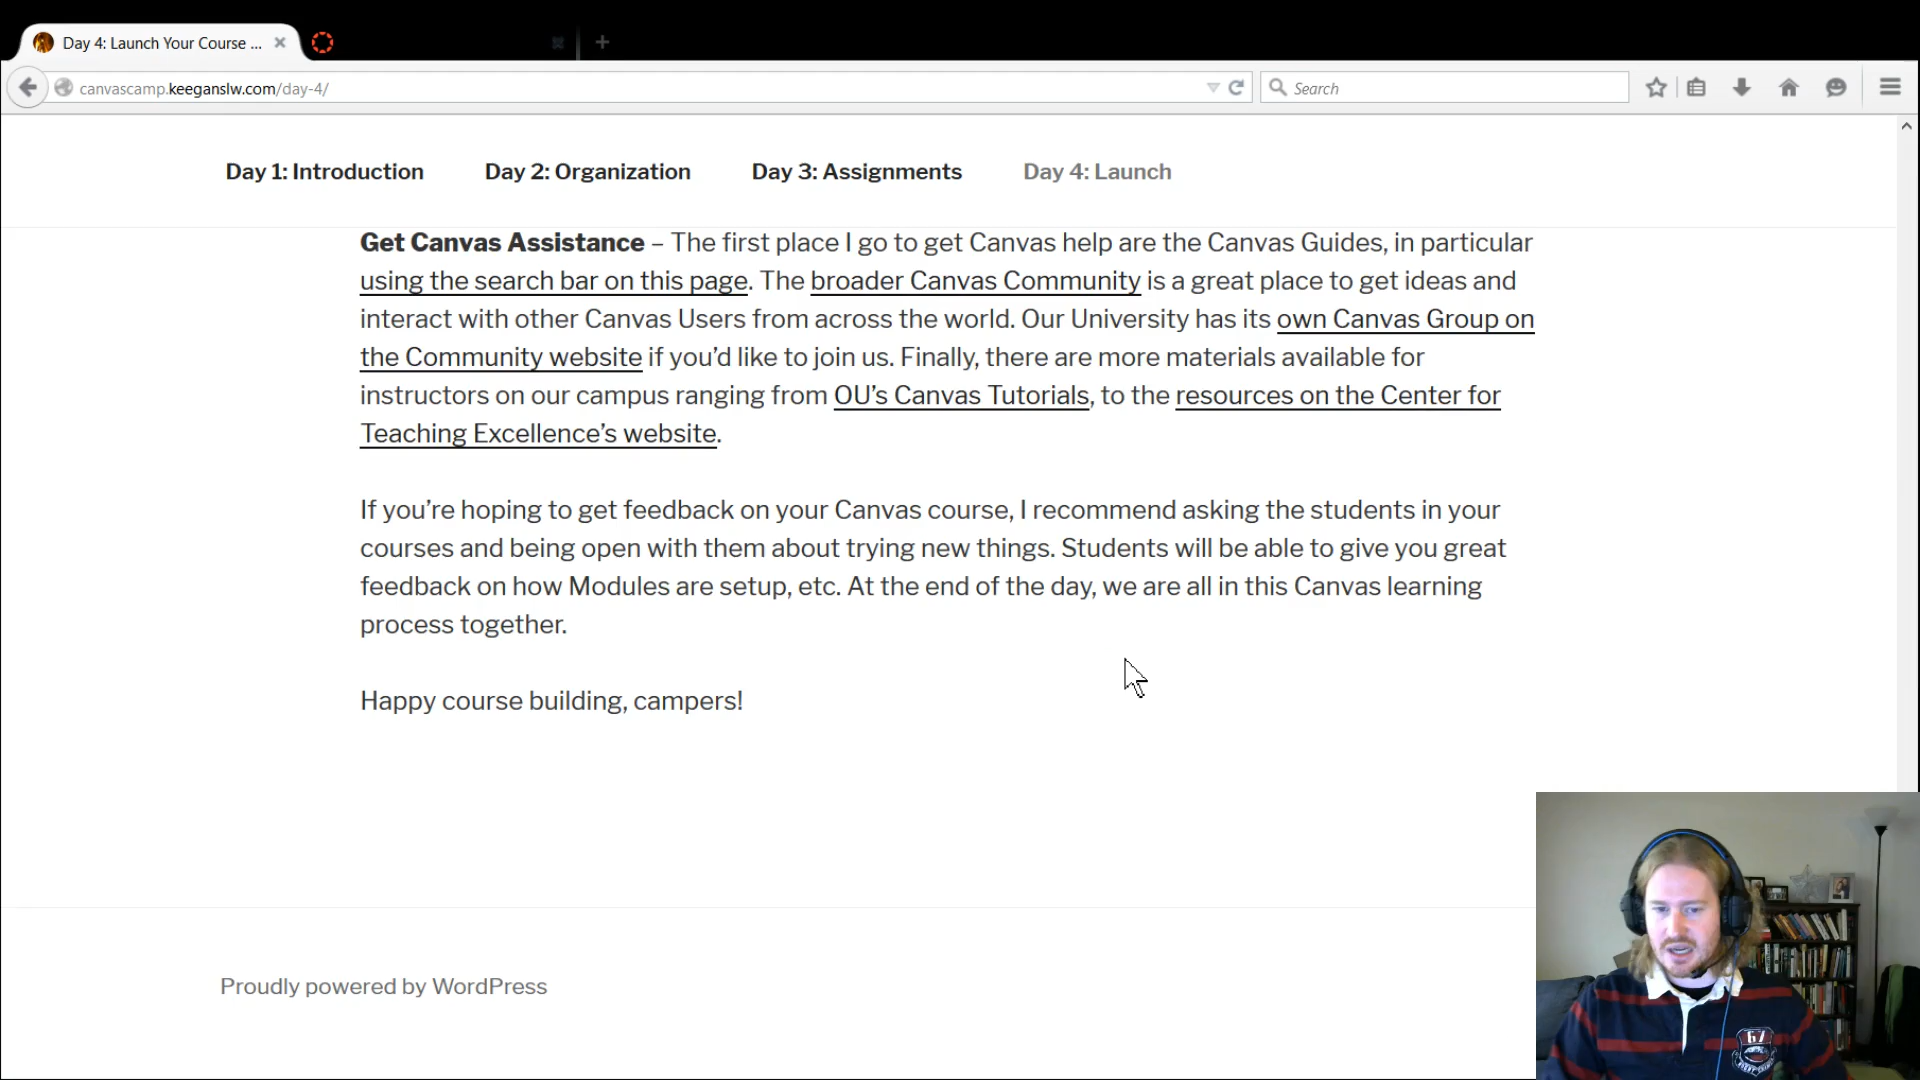 Day 4: Launch Your Course ...
canvascamp.keeganslw.com/day-4/
Search
Day 1: Introduction
Day 2: Organization
Day 3: Assignments
Day 4: Launch
Get Canvas Assistance – The first place I go to get Canvas help are the Canvas Guides, in particular
using the search bar on this page. The broader Canvas Community is a great place to get ideas and
interact with other Canvas Users from across the world. Our University has its own Canvas Group on
the Community website if you’d like to join us. Finally, there are more materials available for
instructors on our campus ranging from OU’s Canvas Tutorials, to the resources on the Center for
Teaching Excellence’s website.
If you’re hoping to get feedback on your Canvas course, I recommend asking the students in your
courses and being open with them about trying new things. Students will be able to give you great
feedback on how Modules are setup, etc. At the end of the day, we are all in this Canvas learning
process together.
Happy course building, campers!
Proudly powered by WordPress
67